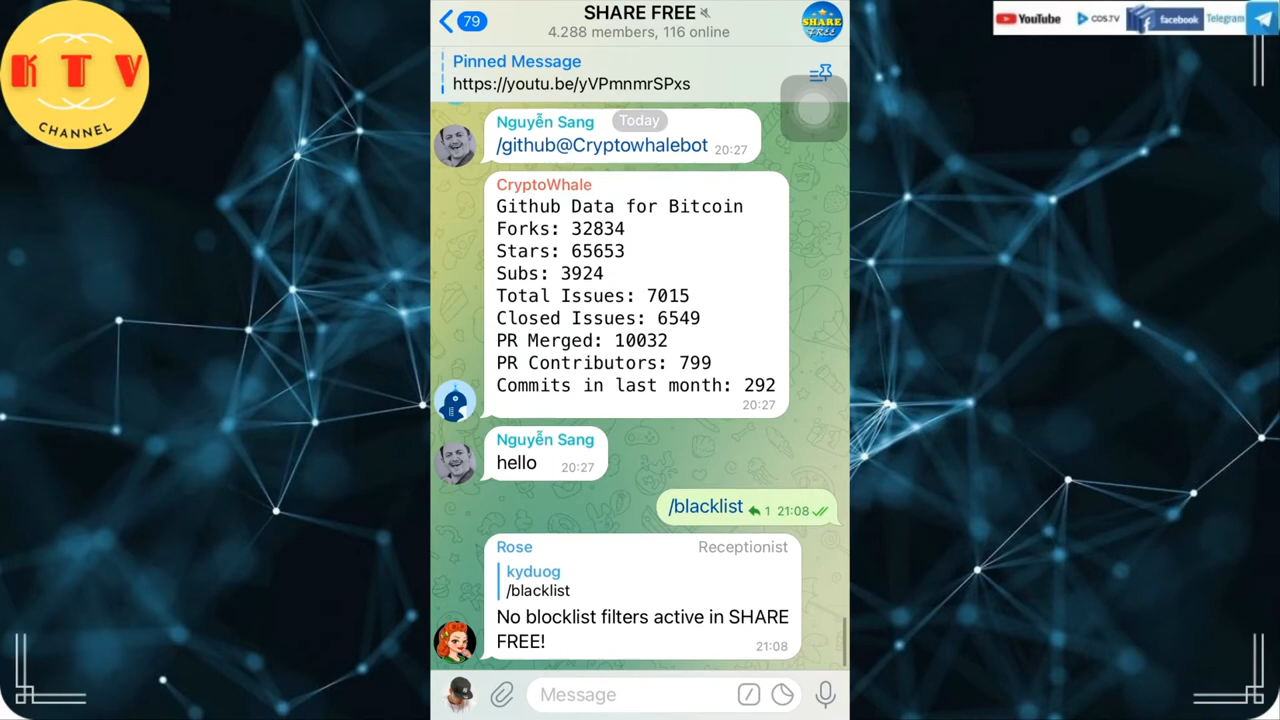 K T V
CHANNEL
YouTube
COS.TV
facebook
Telegram
79
SHARE FREE
4.288 members, 116 online
SHARE
FREE
Pinned Message
https://youtu.be/yVPmnmrSPxs
Today
Nguyễn Sang
/github@Cryptowhalebot 20:27
CryptoWhale
Github Data for Bitcoin
Forks: 32834
Stars: 65653
Subs: 3924
Total Issues: 7015
Closed Issues: 6549
PR Merged: 10032
PR Contributors: 799
Commits in last month: 292
20:27
Nguyễn Sang
hello 20:27
/blacklist 1 21:08
Rose Receptionist
kyduog
/blacklist
No blocklist filters active in SHARE
FREE!
21:08
Message